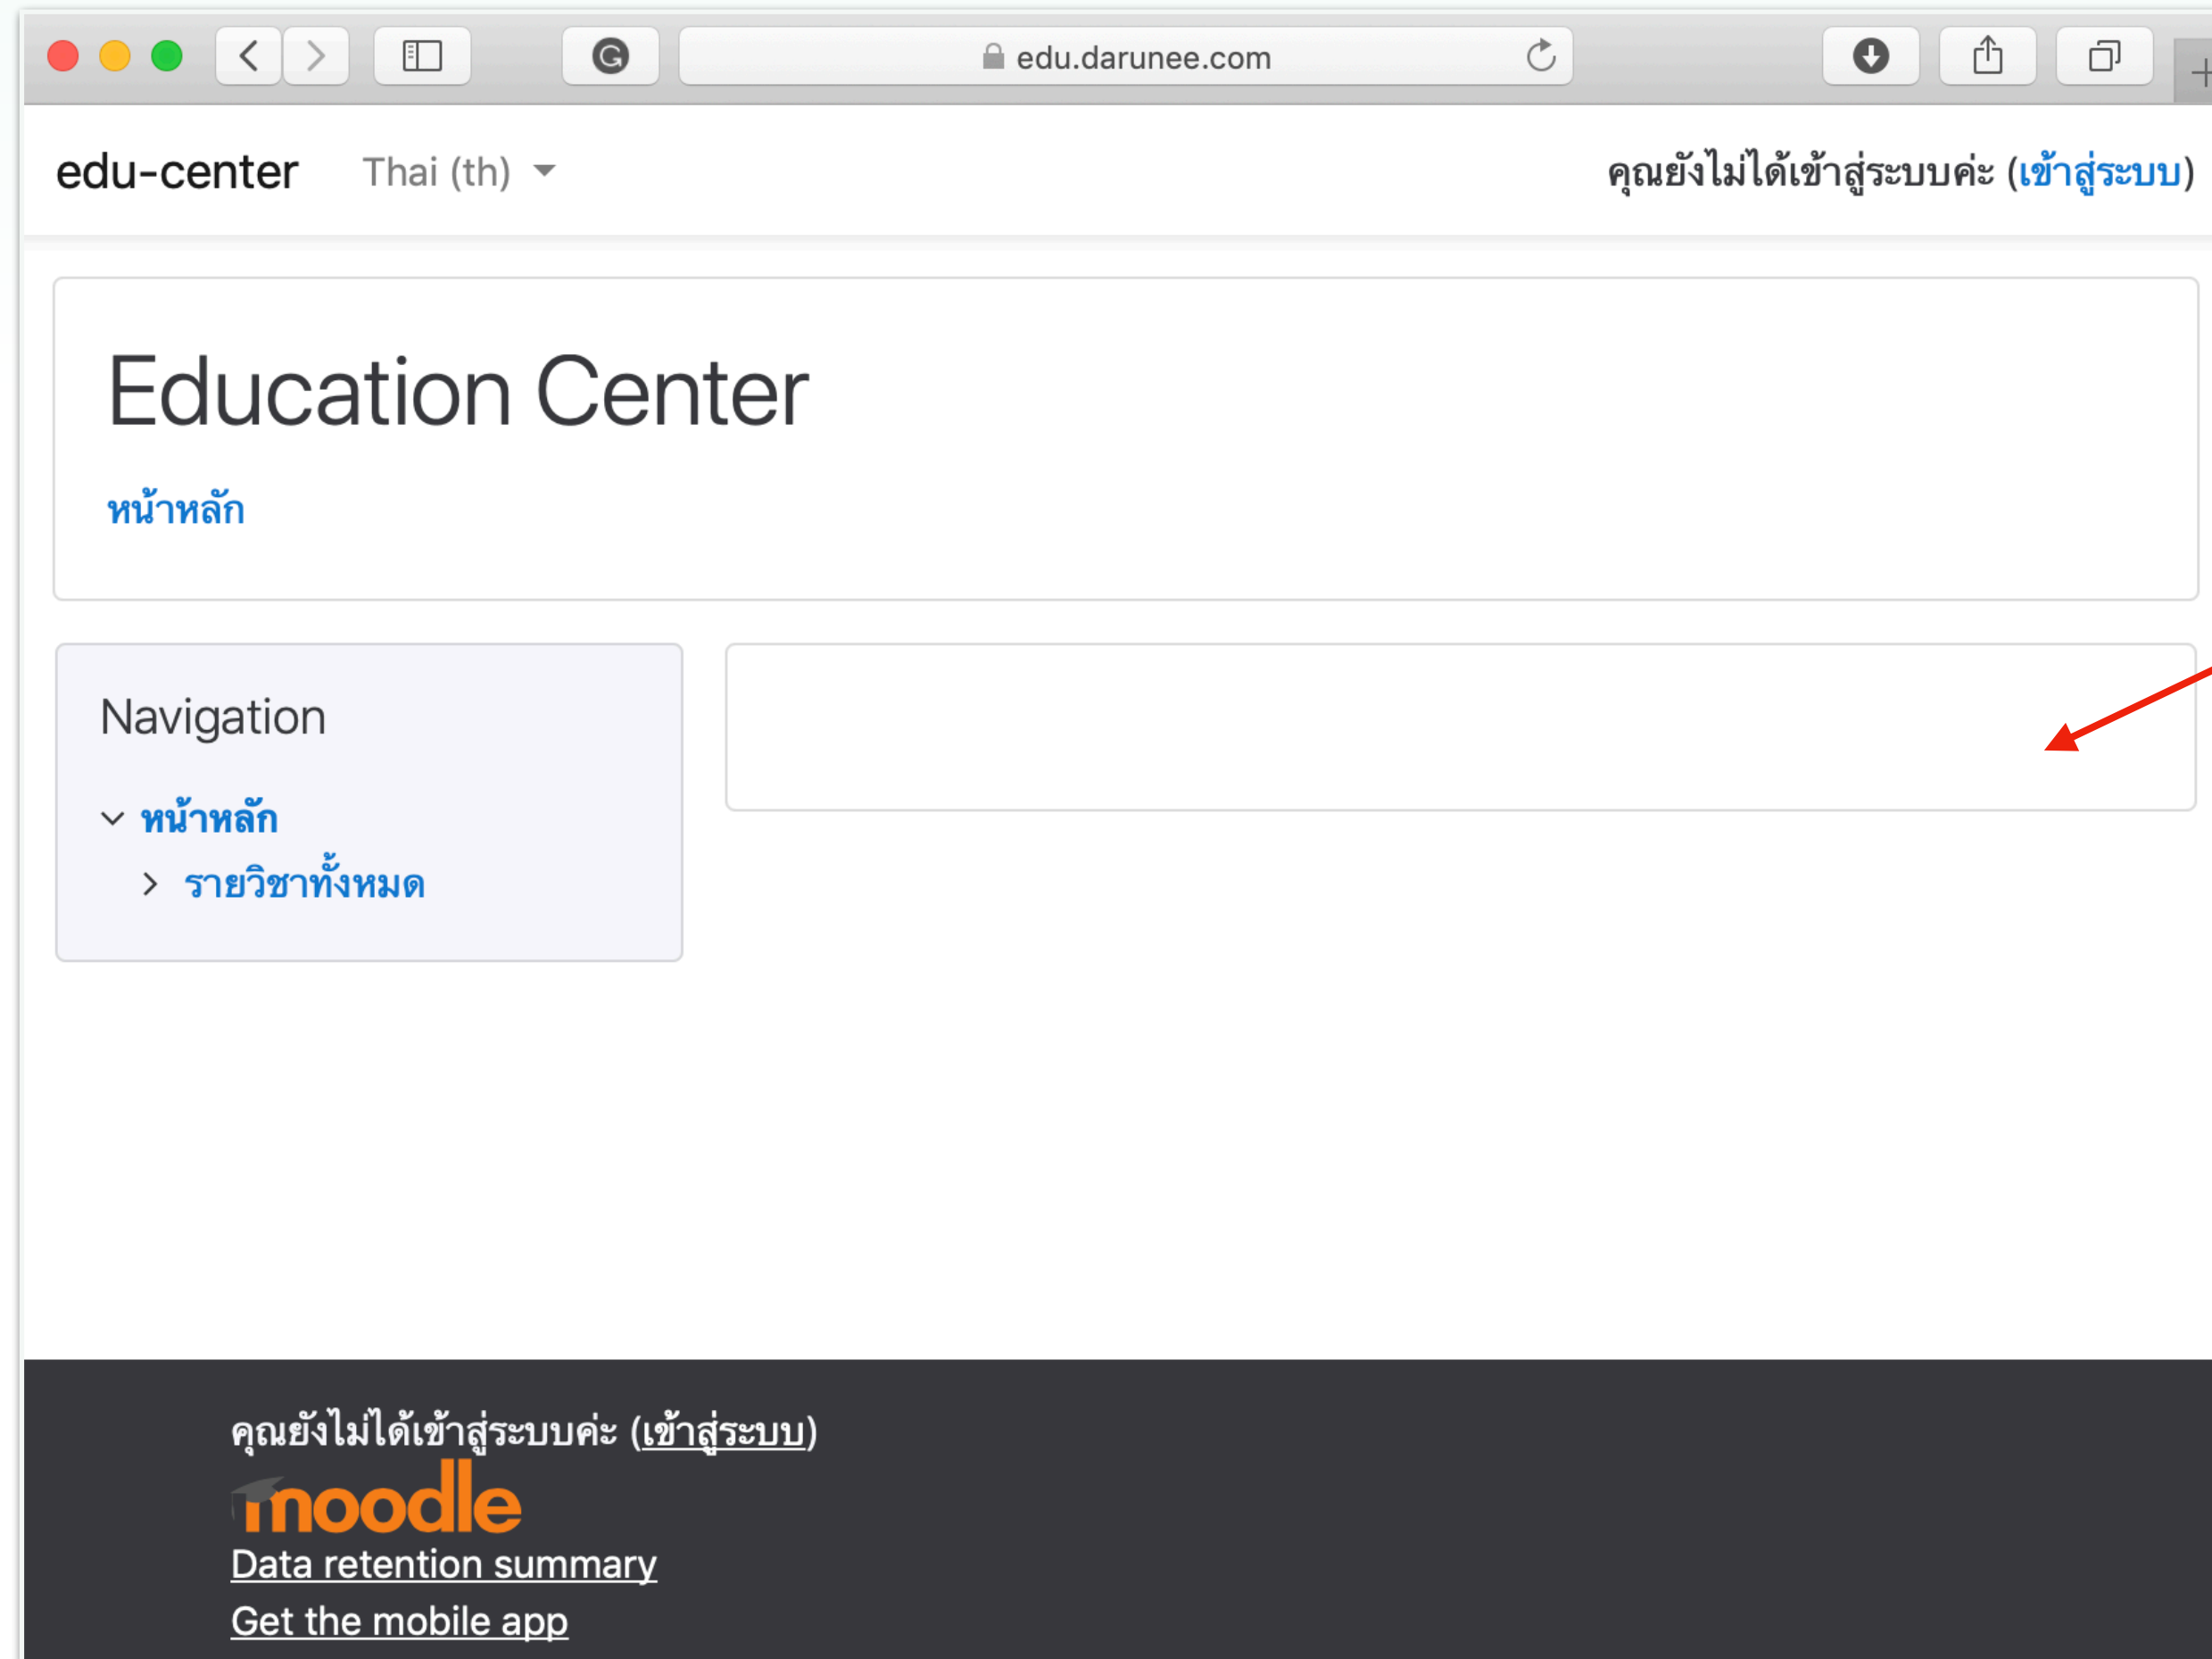 edu.darunee.com
edu-center Thai (th) คุณยังไม่ได้เข้าสู่ระบบค่ะ (เข้าสู่ระบบ)
Education Center
หน้าหลัก
Navigation
หน้าหลัก
รายวิชาทั้งหมด
คุณยังไม่ได้เข้าสู่ระบบค่ะ (เข้าสู่ระบบ)
moodle
Data retention summary
Get the mobile app